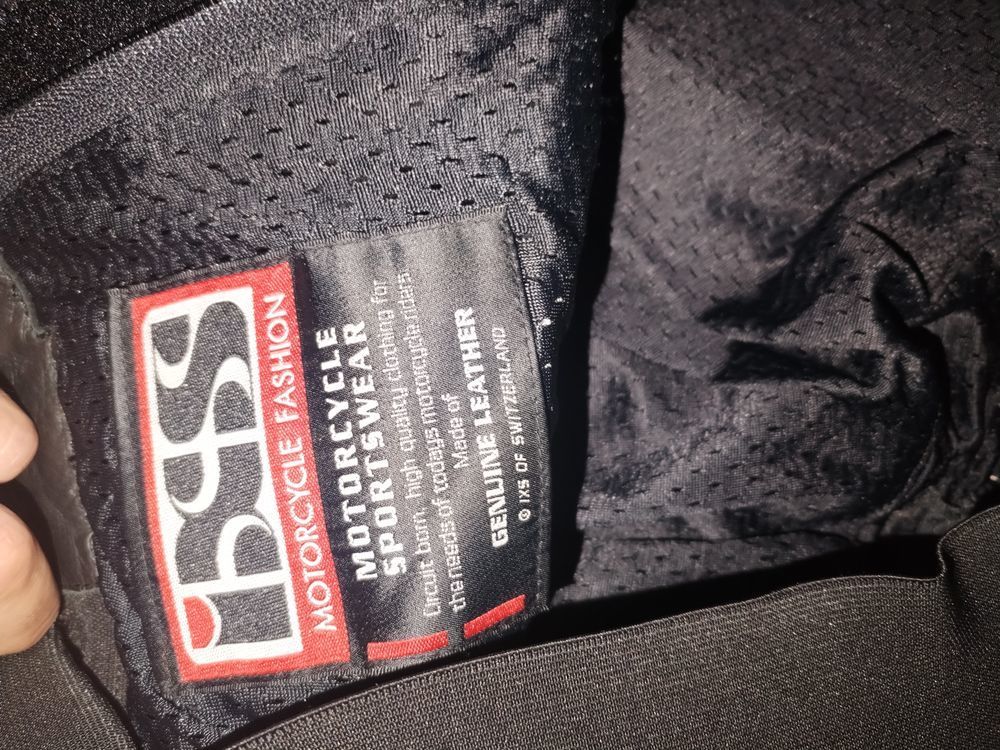 ixs
MOTORCYCLE FASHION
MOTORCYCLE
SPORTSWEAR
Circuit born high quality clothing for
the needs of todays motorcycle riders
Made of
GENUINE LEATHER
© IXS OF SWITZERLAND